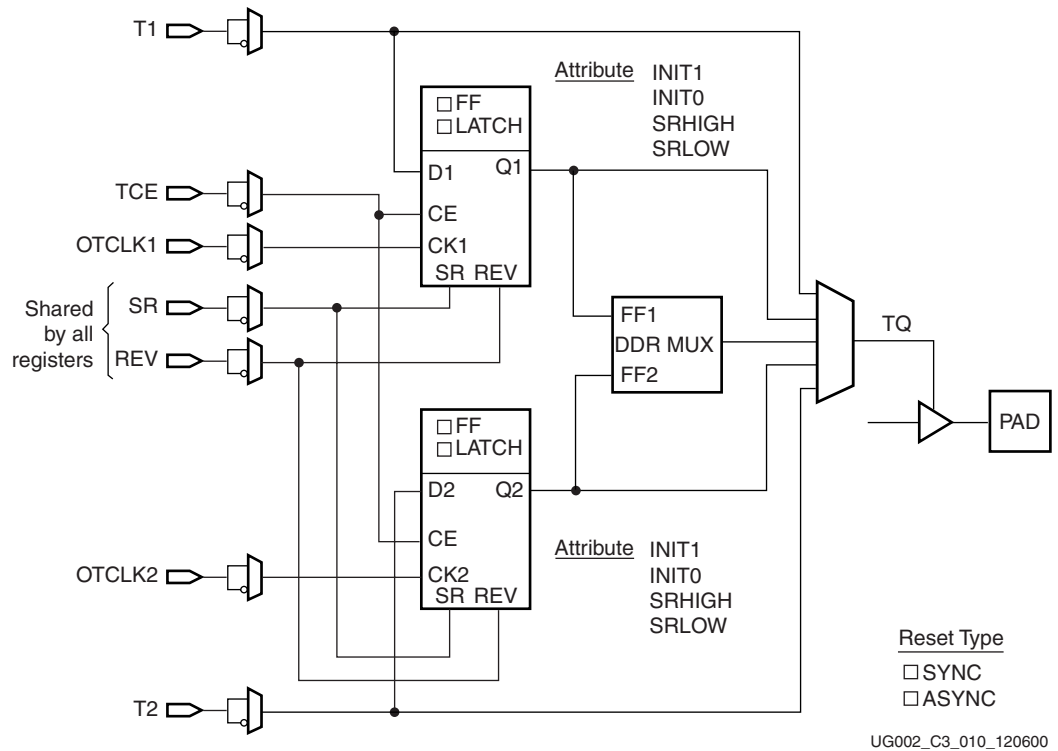 T1
Attribute INIT1
INIT0
SRHIGH
SRLOW
FF
LATCH
D1 Q1
TCE
CE
OTCLK1
CK1
SR REV
Shared
by all
registers
SR
REV
FF1
DDR MUX
FF2
TQ
PAD
FF
LATCH
D2 Q2
CE
Attribute INIT1
INIT0
SRHIGH
SRLOW
OTCLK2
CK2
SR REV
Reset Type
SYNC
ASYNC
T2
UG002_C3_010_120600